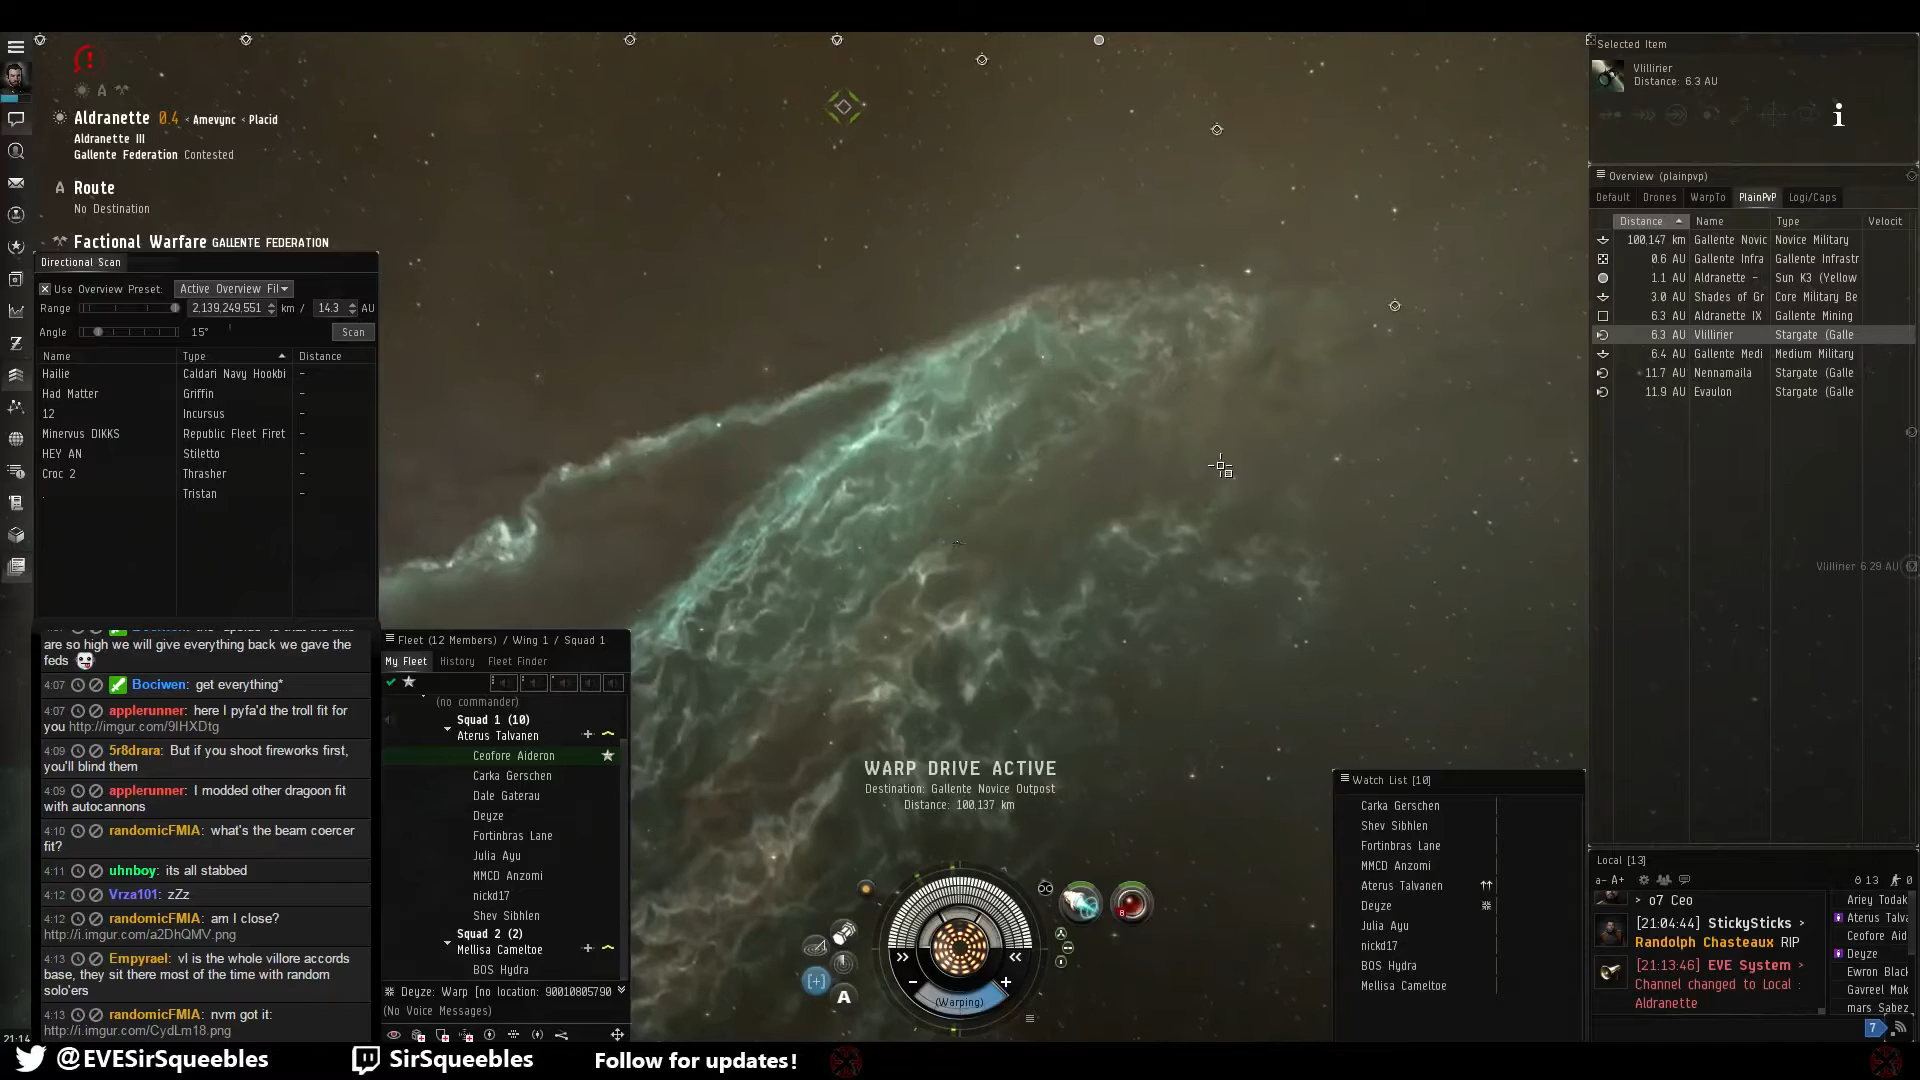 Aldranette 0.4 < Amevync < Placid
Aldranette III
Gallente Federation Contested
A Route
No Destination
Factional Warfare GALLENTE FEDERATION
Directional Scan
Use Overview Preset: Active Overview Fil
Range 2,139,249,551 km / 14.3 AU
Angle 15° Scan
Name Type Distance
Hailie Caldari Navy Hookbi -
Had Matter Griffin -
12 Incursus -
Minervus DIKKS Republic Fleet Firet -
HEY AN Stiletto -
Croc 2 Thrasher -
. Tristan -
are so high we will give everything back we gave the
feds
4:07 Bociwen: get everything*
4:07 applerunner: here I pyfa'd the troll fit for
you http://imgur.com/9IHXDtg
4:09 5r8drara: But if you shoot fireworks first,
you'll blind them
4:09 applerunner: I modded other dragoon fit
with autocannons
4:10 randomicFMIA: what's the beam coercer
fit?
4:11 uhnboy: its all stabbed
4:12 Vrza101: zZz
4:12 randomicFMIA: am I close?
http://i.imgur.com/a2DhQMV.png
4:13 Empyrael: vl is the whole villore accords
base, they sit there most of the time with random
solo'ers
4:13 randomicFMIA: nvm got it:
http://i.imgur.com/CydLm18.png
Fleet (12 Members) / Wing 1 / Squad 1
My Fleet History Fleet Finder
(no commander)
Squad 1 (10)
Aterus Talvanen
Ceofore Aideron
Carka Gerschen
Dale Gaterau
Deyze
Fortinbras Lane
Julia Ayu
MMCD Anzomi
nickd17
Shev Sibhlen
Squad 2 (2)
Mellisa Cameltoe
BOS Hydra
Deyze: Warp [no location: 90010805790
(No Voice Messages)
WARP DRIVE ACTIVE
Destination: Gallente Novice Outpost
Distance: 100.137 km
(Warping)
A
8
Watch List [10]
Carka Gerschen
Shev Sibhlen
Fortinbras Lane
MMCD Anzomi
Aterus Talvanen
Deyze
Julia Ayu
nickd17
BOS Hydra
Mellisa Cameltoe
Selected Item
Vlillirier
Distance: 6.3 AU
Overview (plainpvp)
Default Drones WarpTo PlainPvP Logi/Caps
Distance Name Type Velocit
100.147 km Gallente Novic Novice Military
0.6 AU Gallente Infra Gallente Infrastr
1.1 AU Aldranette - Sun K3 (Yellow
3.0 AU Shades of Gr Core Military Be
6.3 AU Aldranette IX Gallente Mining
6.3 AU Vlillirier Stargate (Galle
6.4 AU Gallente Medi Medium Military
11.7 AU Nennamaila Stargate (Galle
11.9 AU Evaulon Stargate (Galle
Vlillirier 6.29 AU
Local [13]
a- A+ 13 0
> o7 Ceo
[21:04:44] StickySticks >
Randolph Chasteaux RIP
[21:13:46] EVE System >
Channel changed to Local :
Aldranette
Ariey Todak
Aterus Talva
Ceofore Aid
Deyze
Ewron Black
Gavreel Mok
mars Sabez
7
21:14
@EVESirSqueebles SirSqueebles Follow for updates!